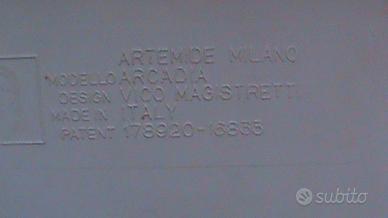 ARTEMIDE MILANO
MODELLO ARCADIA
DESIGN VICO MAGISTRETTI
MADE IN ITALY
PATENT 178920-16835
subito